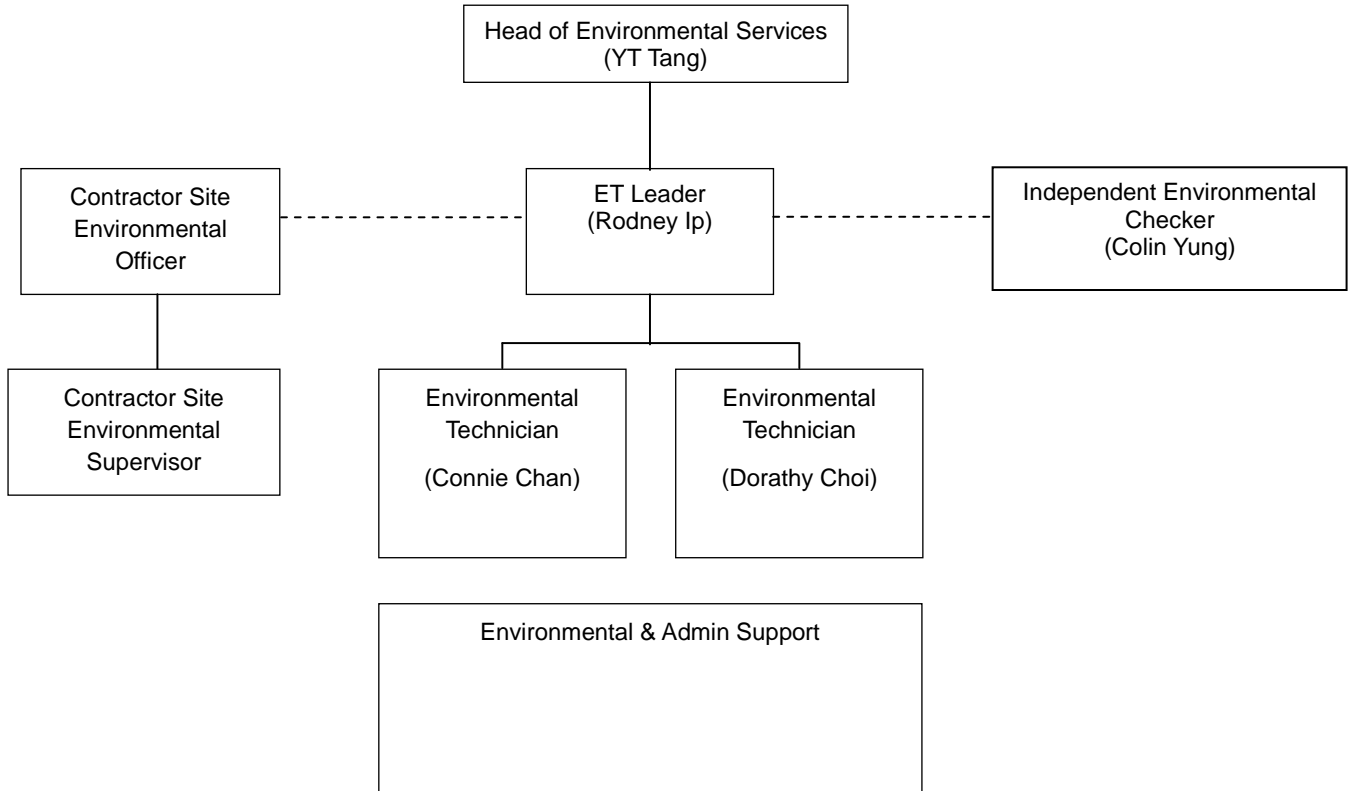 Head of Environmental Services
(YT Tang)
Contractor Site
Environmental
Officer
ET Leader
(Rodney Ip)
Independent Environmental
Checker
(Colin Yung)
Contractor Site
Environmental
Supervisor
Environmental
Technician
(Connie Chan)
Environmental
Technician
(Dorathy Choi)
Environmental & Admin Support